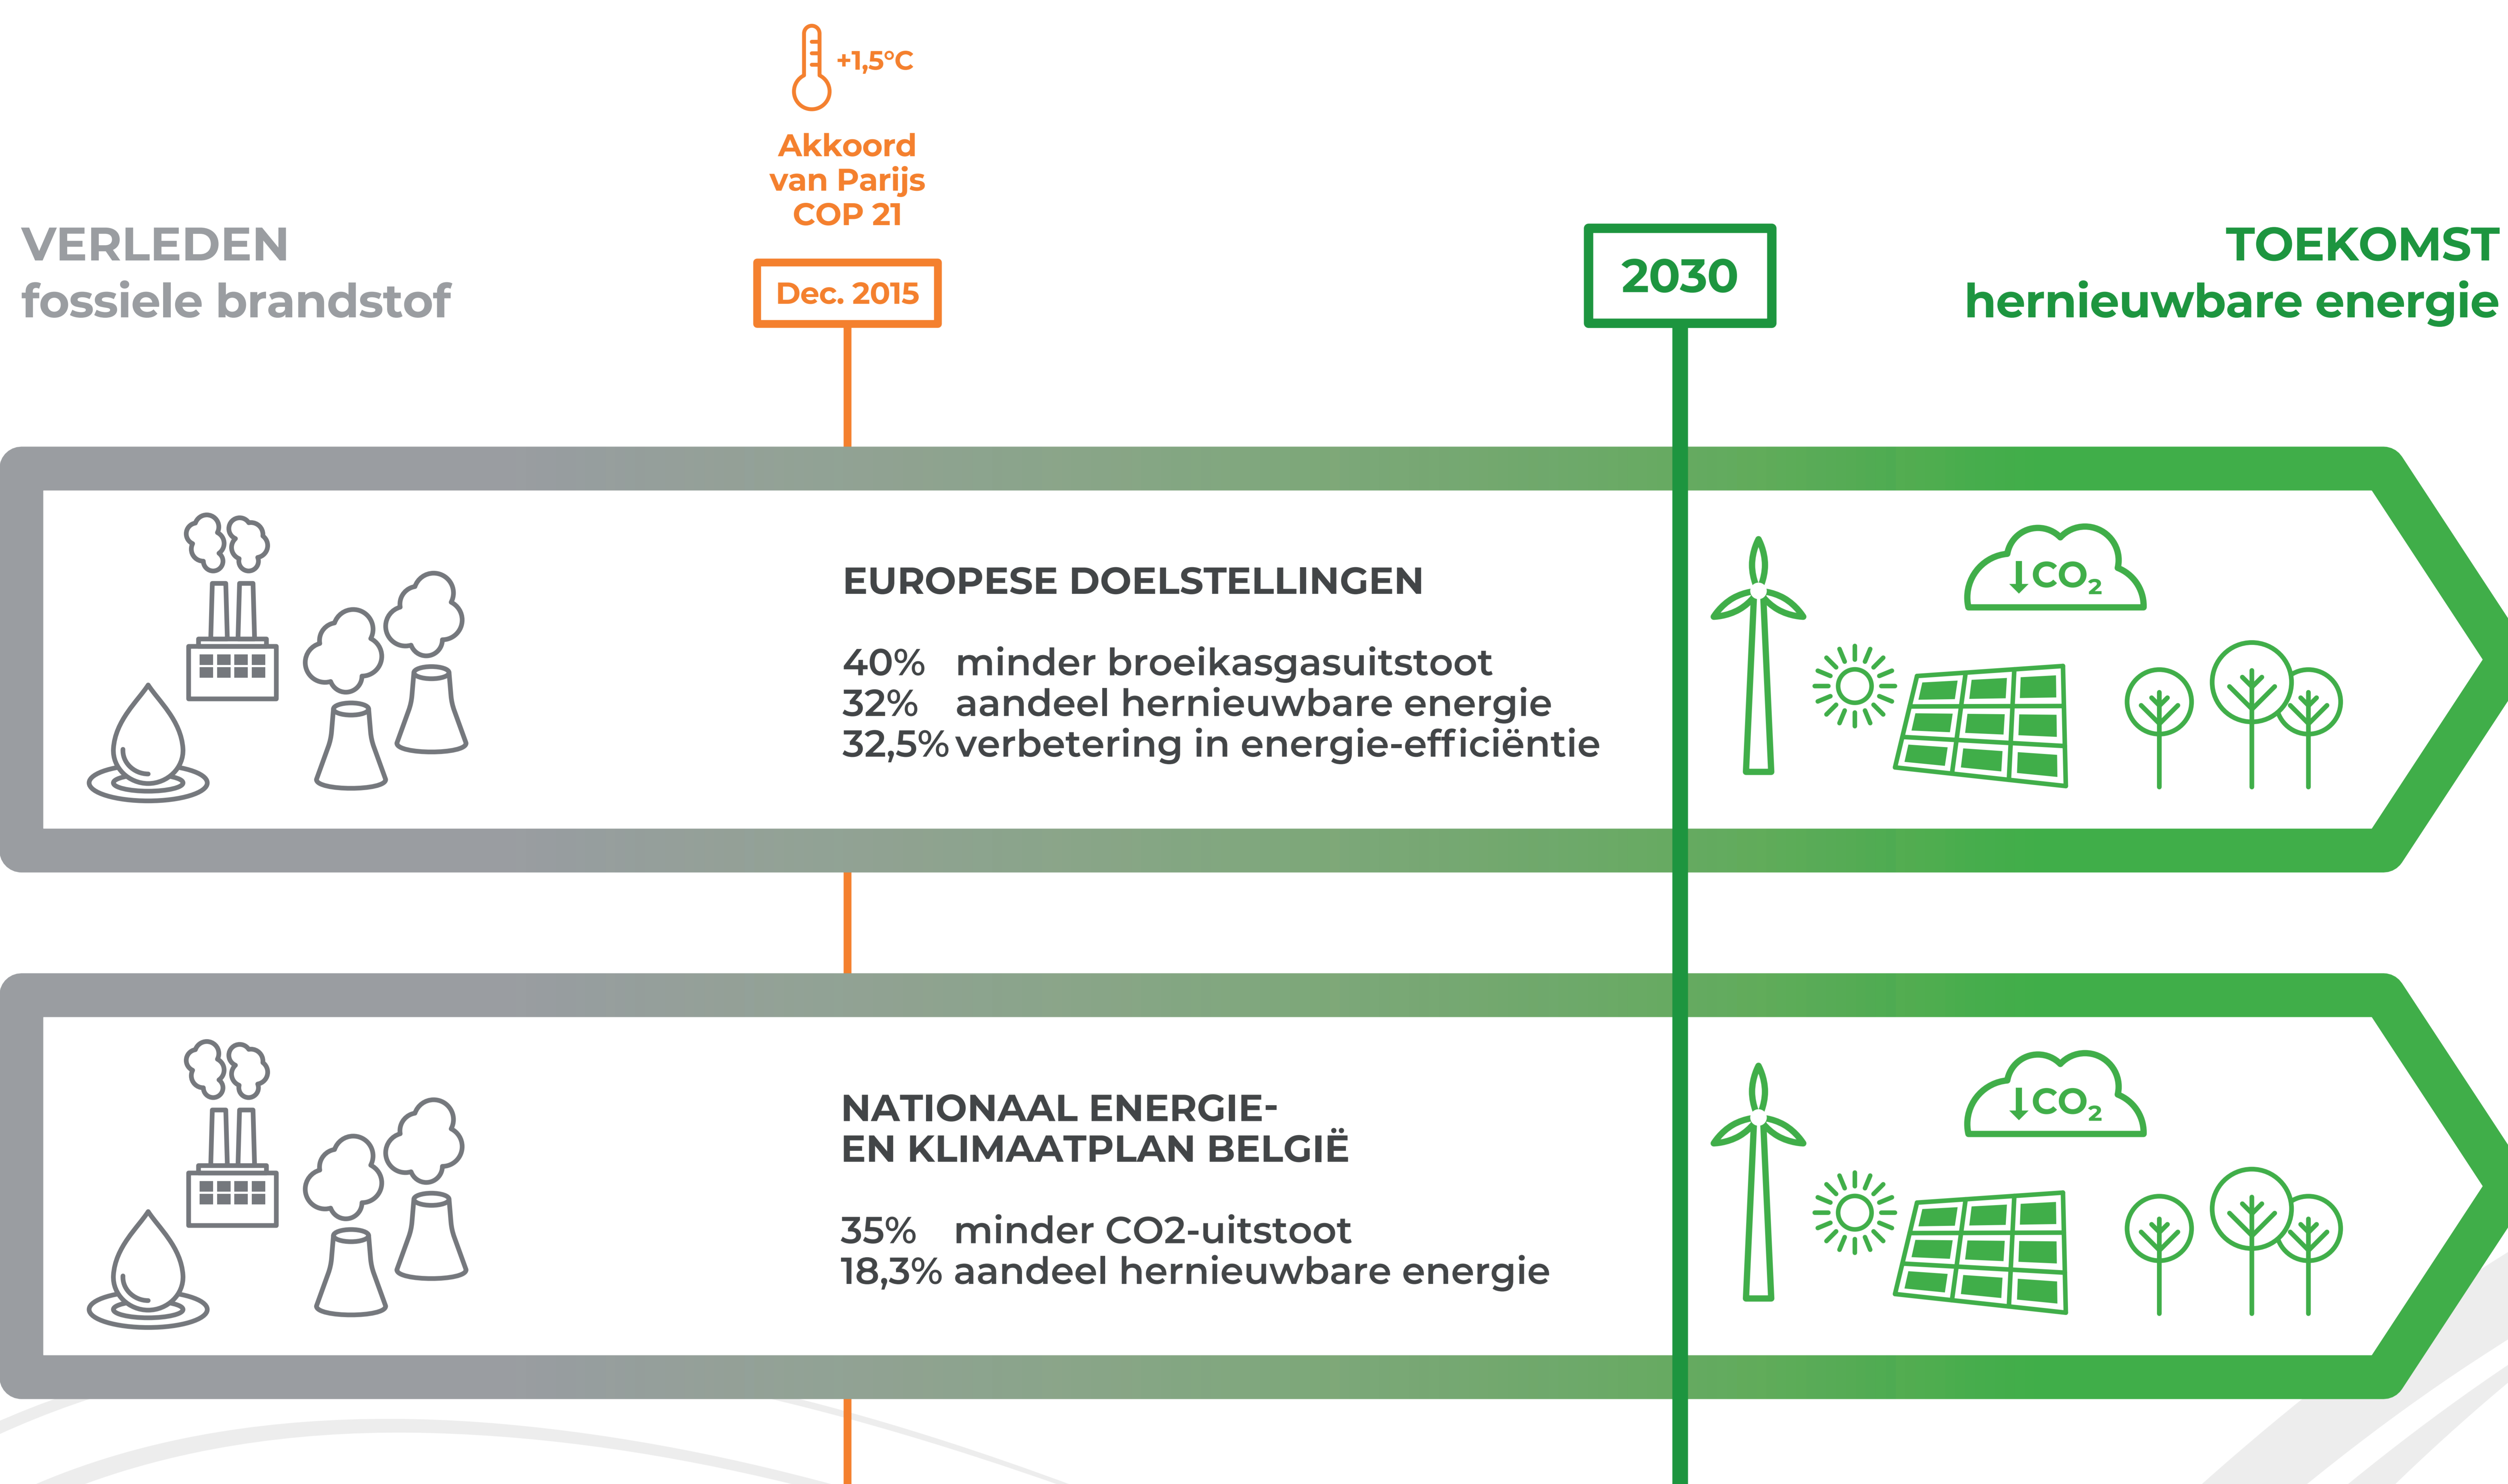 +1,5°C
Akkoord
van Parijs
COP 21
VERLEDEN
fossiele brandstof
Dec. 2015
2030
TOEKOMST
hernieuwbare energie
EUROPESE DOELSTELLINGEN
40% minder broeikasgasuitstoot
32% aandeel hernieuwbare energie
32,5% verbetering in energie-efficiëntie
↓CO₂
NATIONAAL ENERGIE-
EN KLIMAATPLAN BELGIË
35% minder CO2-uitstoot
18,3% aandeel hernieuwbare energie
↓CO₂